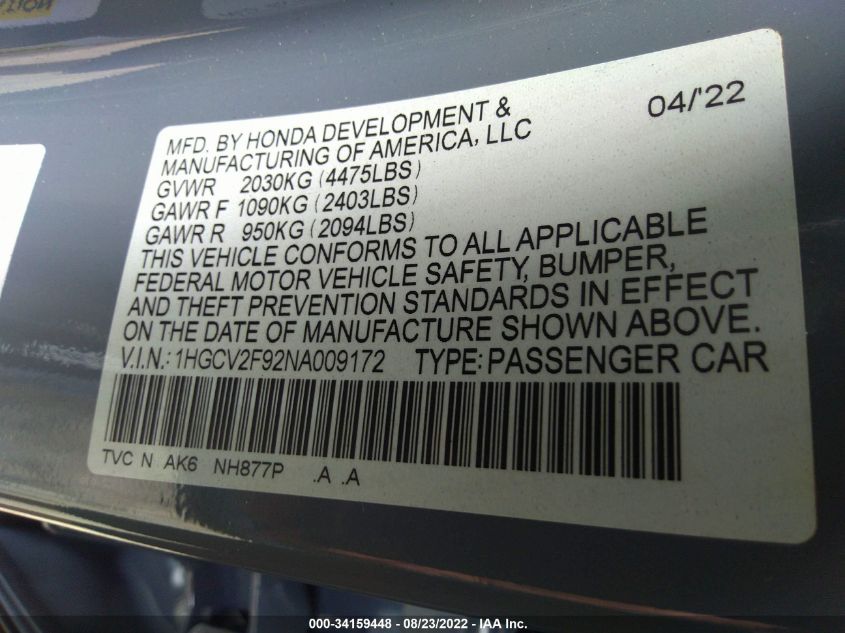 04/'22
MFD. BY HONDA DEVELOPMENT &
MANUFACTURING OF AMERICA, LLC
GVWR 2030KG (4475LBS)
GAWR F 1090KG (2403LBS)
GAWR R 950KG (2094LBS)
THIS VEHICLE CONFORMS TO ALL APPLICABLE
FEDERAL MOTOR VEHICLE SAFETY, BUMPER,
AND THEFT PREVENTION STANDARDS IN EFFECT
ON THE DATE OF MANUFACTURE SHOWN ABOVE.
V.I.N.: 1HGCV2F92NA009172 TYPE: PASSENGER CAR
TVC N AK6 NH877P .A .A
000-34159448 - 08/23/2022 - IAA Inc.